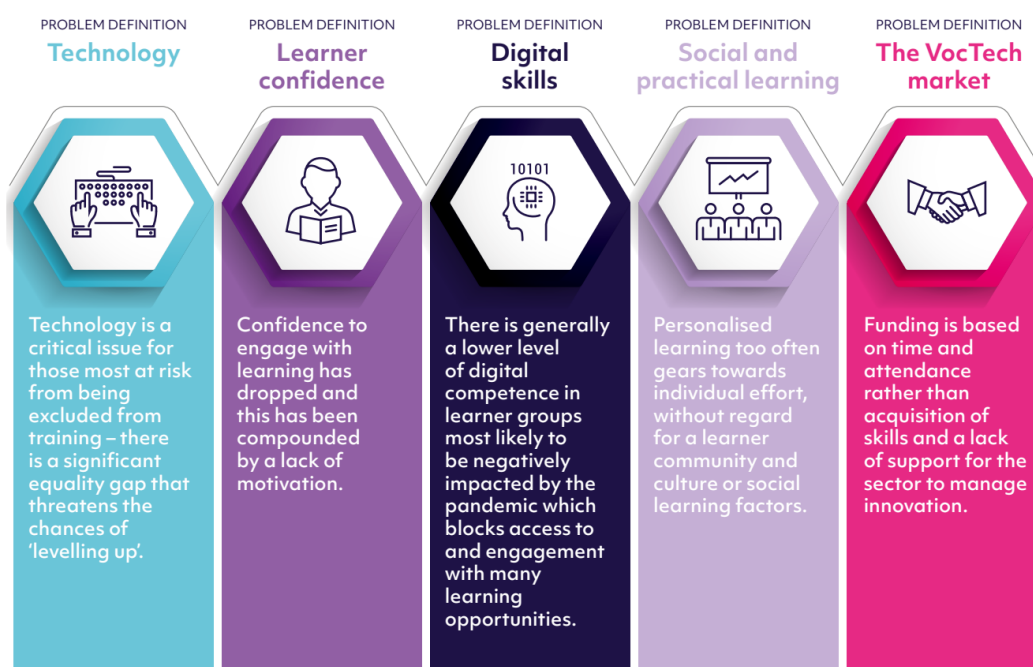 PROBLEM DEFINITION
Technology
Technology is a
critical issue for
those most at risk
from being
excluded from
training – there
is a significant
equality gap that
threatens the
chances of
‘levelling up’.
PROBLEM DEFINITION
Learner
confidence
Confidence to
engage with
learning has
dropped and
this has been
compounded
by a lack of
motivation.
PROBLEM DEFINITION
Digital
skills
10101
There is generally
a lower level
of digital
competence in
learner groups
most likely to
be negatively
impacted by the
pandemic which
blocks access to
and engagement
with many
learning
opportunities.
PROBLEM DEFINITION
Social and
practical learning
Personalised
learning too often
gears towards
individual effort,
without regard
for a learner
community and
culture or social
learning factors.
PROBLEM DEFINITION
The VocTech
market
Funding is based
on time and
attendance
rather than
acquisition of
skills and a lack
of support for the
sector to manage
innovation.